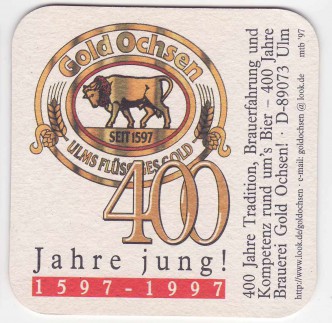 Gold Ochsen
SEIT 1597
ULMS FLÜSSIGES GOLD
400
Jahre jung!
1597-1997
400 Jahre Tradition, Brauerfahrung und
Kompetenz rund um's Bier – 400 Jahre
Brauerei Gold Ochsen! · D-89073 Ulm
http://www.look.de/goldochsen · e-mail: goldochsen @ look.de mtb '97